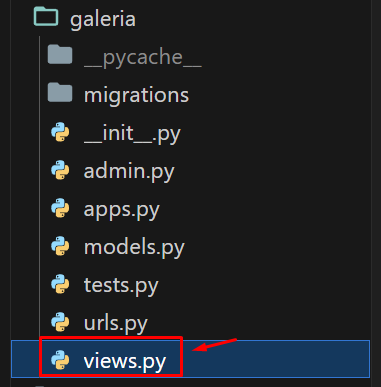 galeria
__pycache__
migrations
__init__.py
admin.py
apps.py
models.py
tests.py
urls.py
views.py